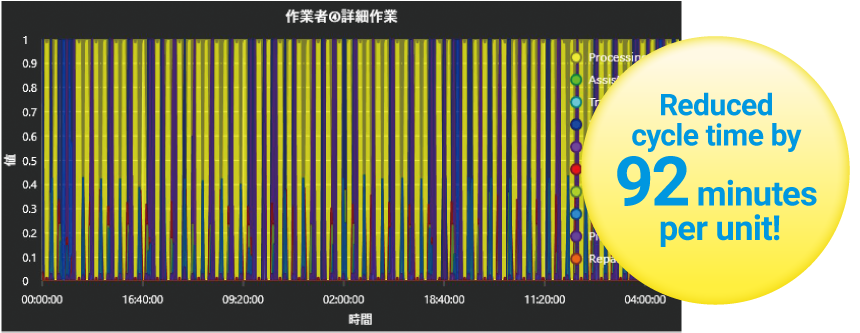 作業者④詳細作業
1
0.9
0.8
0.7
0.6
0.5
0.4
0.3
0.2
0.1
0
値
00:00:00 16:40:00 09:20:00 02:00:00 18:40:00 11:20:00 04:00:00
時間
Processing
Reduced
cycle time by
92 minutes
per unit!